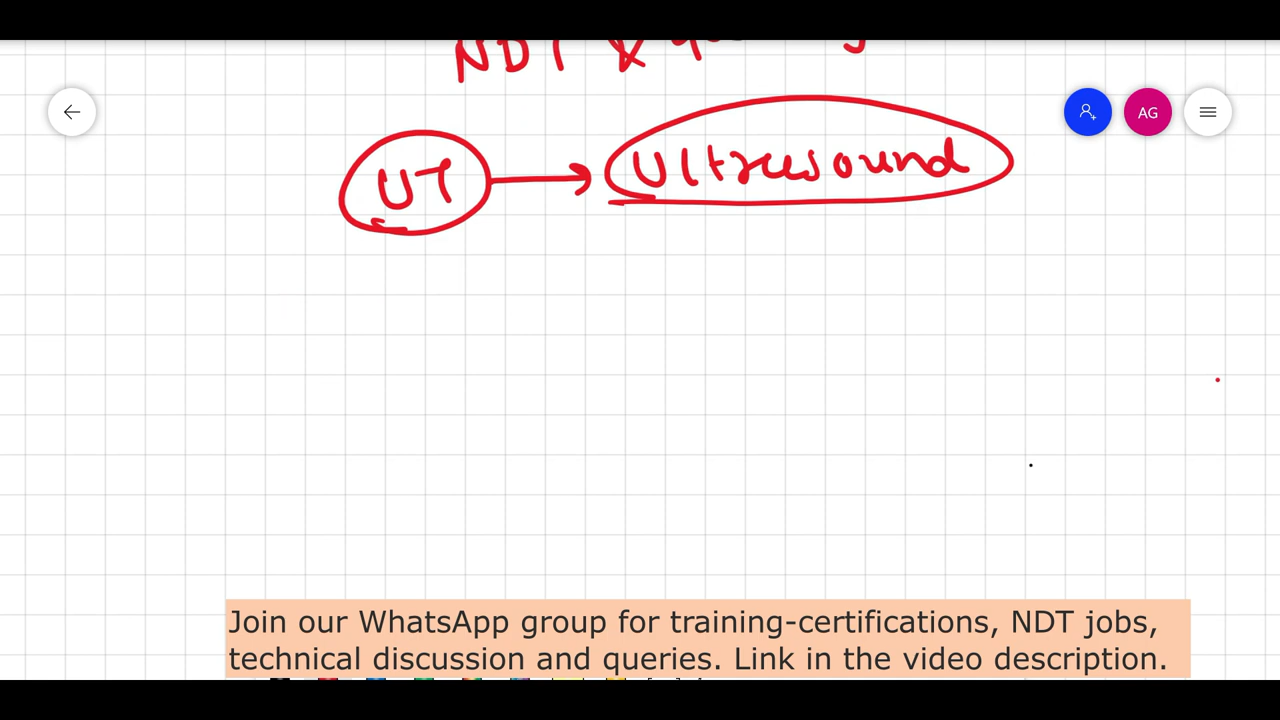 NDT &
UT → Ultrasound
AG
Join our WhatsApp group for training-certifications, NDT jobs,
technical discussion and queries. Link in the video description.